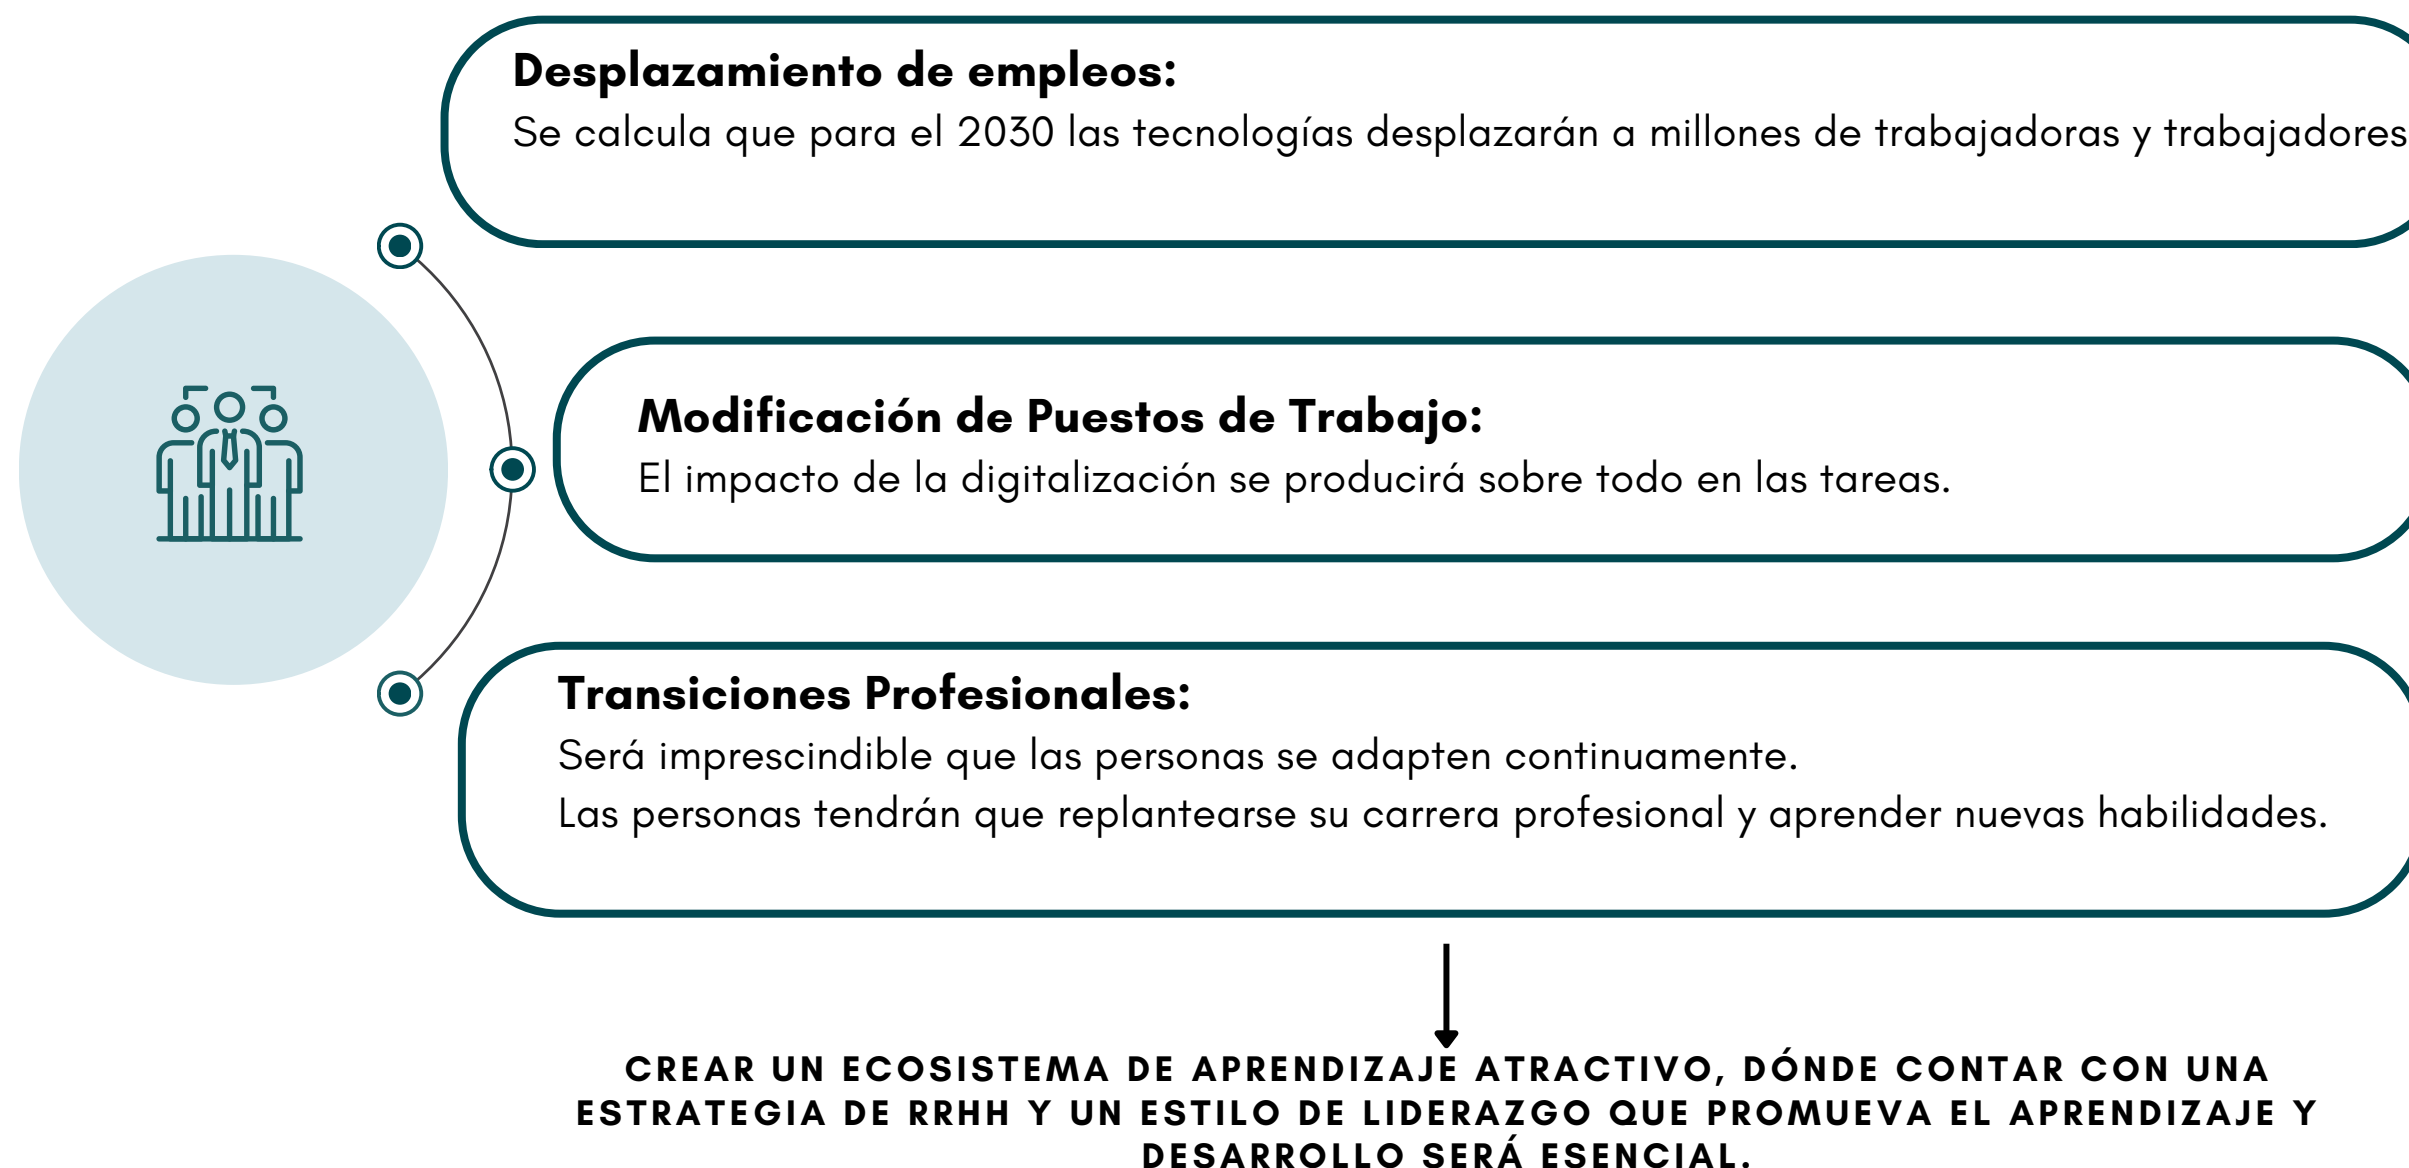 Desplazamiento de empleos:
Se calcula que para el 2030 las tecnologías desplazarán a millones de trabajadoras y trabajadores
Modificación de Puestos de Trabajo:
El impacto de la digitalización se producirá sobre todo en las tareas.
Transiciones Profesionales:
Será imprescindible que las personas se adapten continuamente.
Las personas tendrán que replantearse su carrera profesional y aprender nuevas habilidades.
CREAR UN ECOSISTEMA DE APRENDIZAJE ATRACTIVO, DÓNDE CONTAR CON UNA
ESTRATEGIA DE RRHH Y UN ESTILO DE LIDERAZGO QUE PROMUEVA EL APRENDIZAJE Y
DESARROLLO SERÁ ESENCIAL.